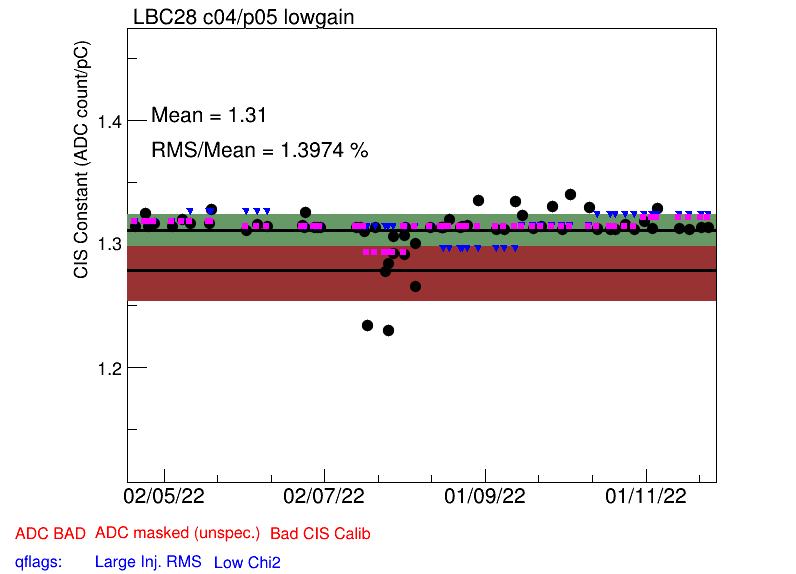 LBC28 c04/p05 lowgain
CIS Constant (ADC count/pC)
Mean = 1.31
RMS/Mean = 1.3974 %
1.4
1.3
1.2
02/05/22 02/07/22 01/09/22 01/11/22
ADC BAD ADC masked (unspec.) Bad CIS Calib
qflags: Large Inj. RMS Low Chi2